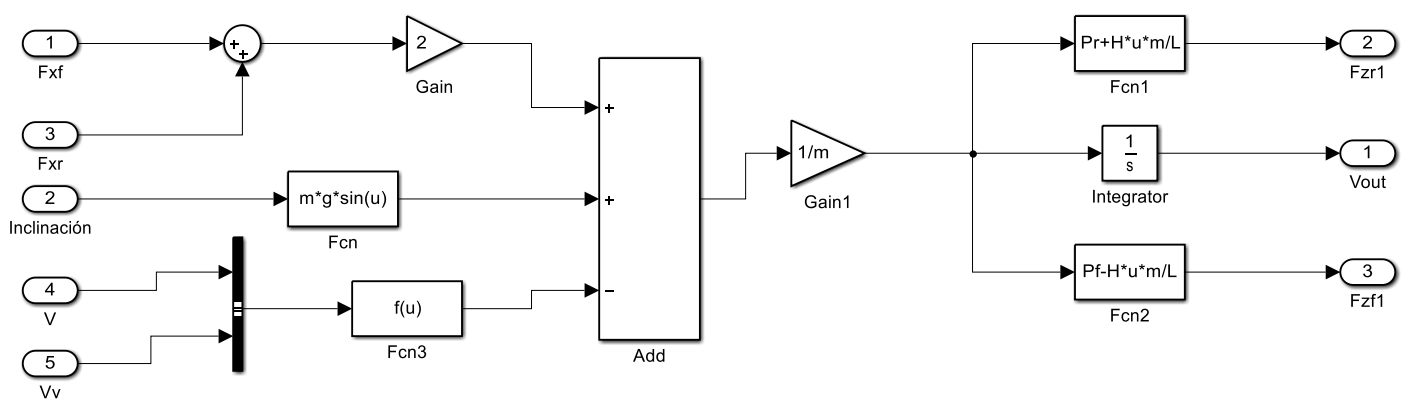 1
Fxf
3
Fxr
+
+
2
Gain
2
Inclinación
m*g*sin(u)
Fcn
4
V
5
Vv
f(u)
Fcn3
+
+
−
Add
1/m
Gain1
Pr+H*u*m/L
Fcn1
2
Fzr1
1
s
Integrator
1
Vout
Pf-H*u*m/L
Fcn2
3
Fzf1